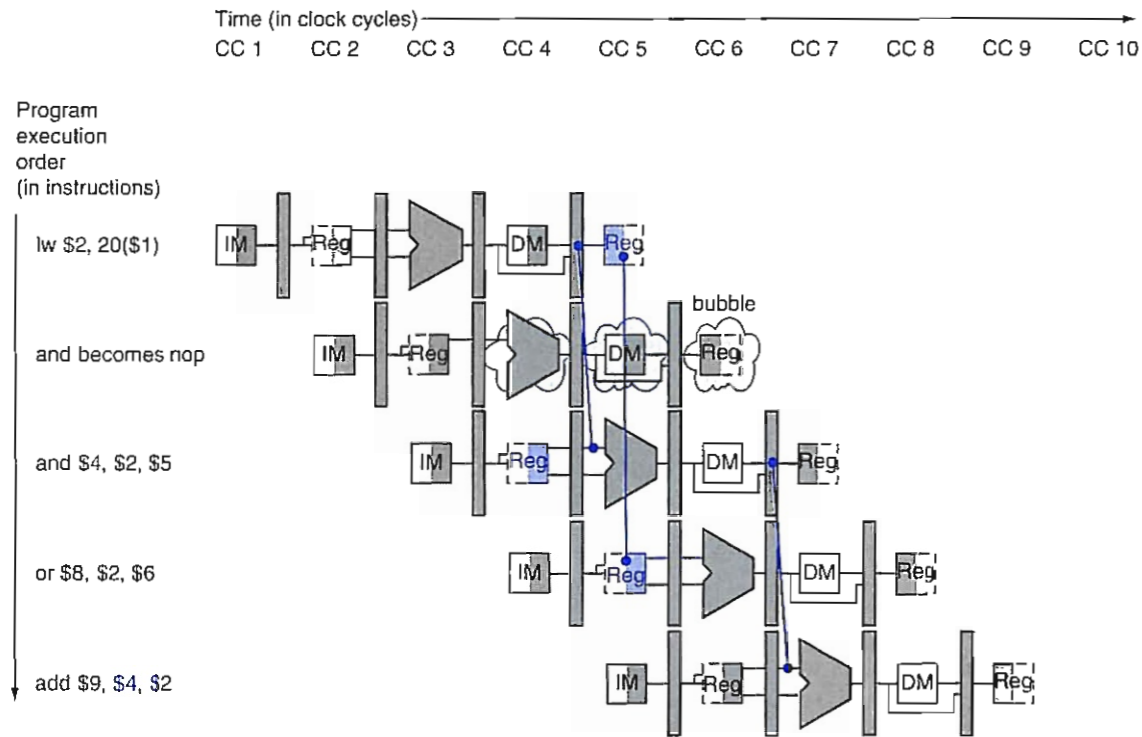 Time (in clock cycles)
CC 1 CC 2 CC 3 CC 4 CC 5 CC 6 CC 7 CC 8 CC 9 CC 10
Program
execution
order
(in instructions)
lw $2, 20($1)
IM Reg DM Reg
bubble
and becomes nop
IM Reg DM Reg
and $4, $2, $5
IM Reg DM Reg
or $8, $2, $6
IM Reg DM Reg
add $9, $4, $2
IM Reg DM Reg